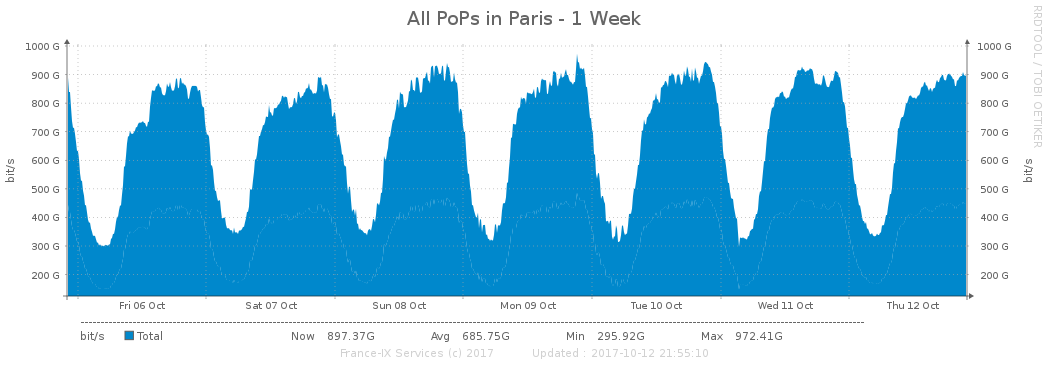 All PoPs in Paris - 1 Week
RRDTOOL / TOBI OETIKER
bit/s
1000 G
900 G
800 G
700 G
600 G
500 G
400 G
300 G
200 G
1000 G
900 G
800 G
700 G
600 G
500 G
400 G
300 G
200 G
bit/s
Fri 06 Oct Sat 07 Oct Sun 08 Oct Mon 09 Oct Tue 10 Oct Wed 11 Oct Thu 12 Oct
bit/s Total Now 897.37G Avg 685.75G Min 295.92G Max 972.41G
France-IX Services (c) 2017 Updated : 2017-10-12 21:55:10